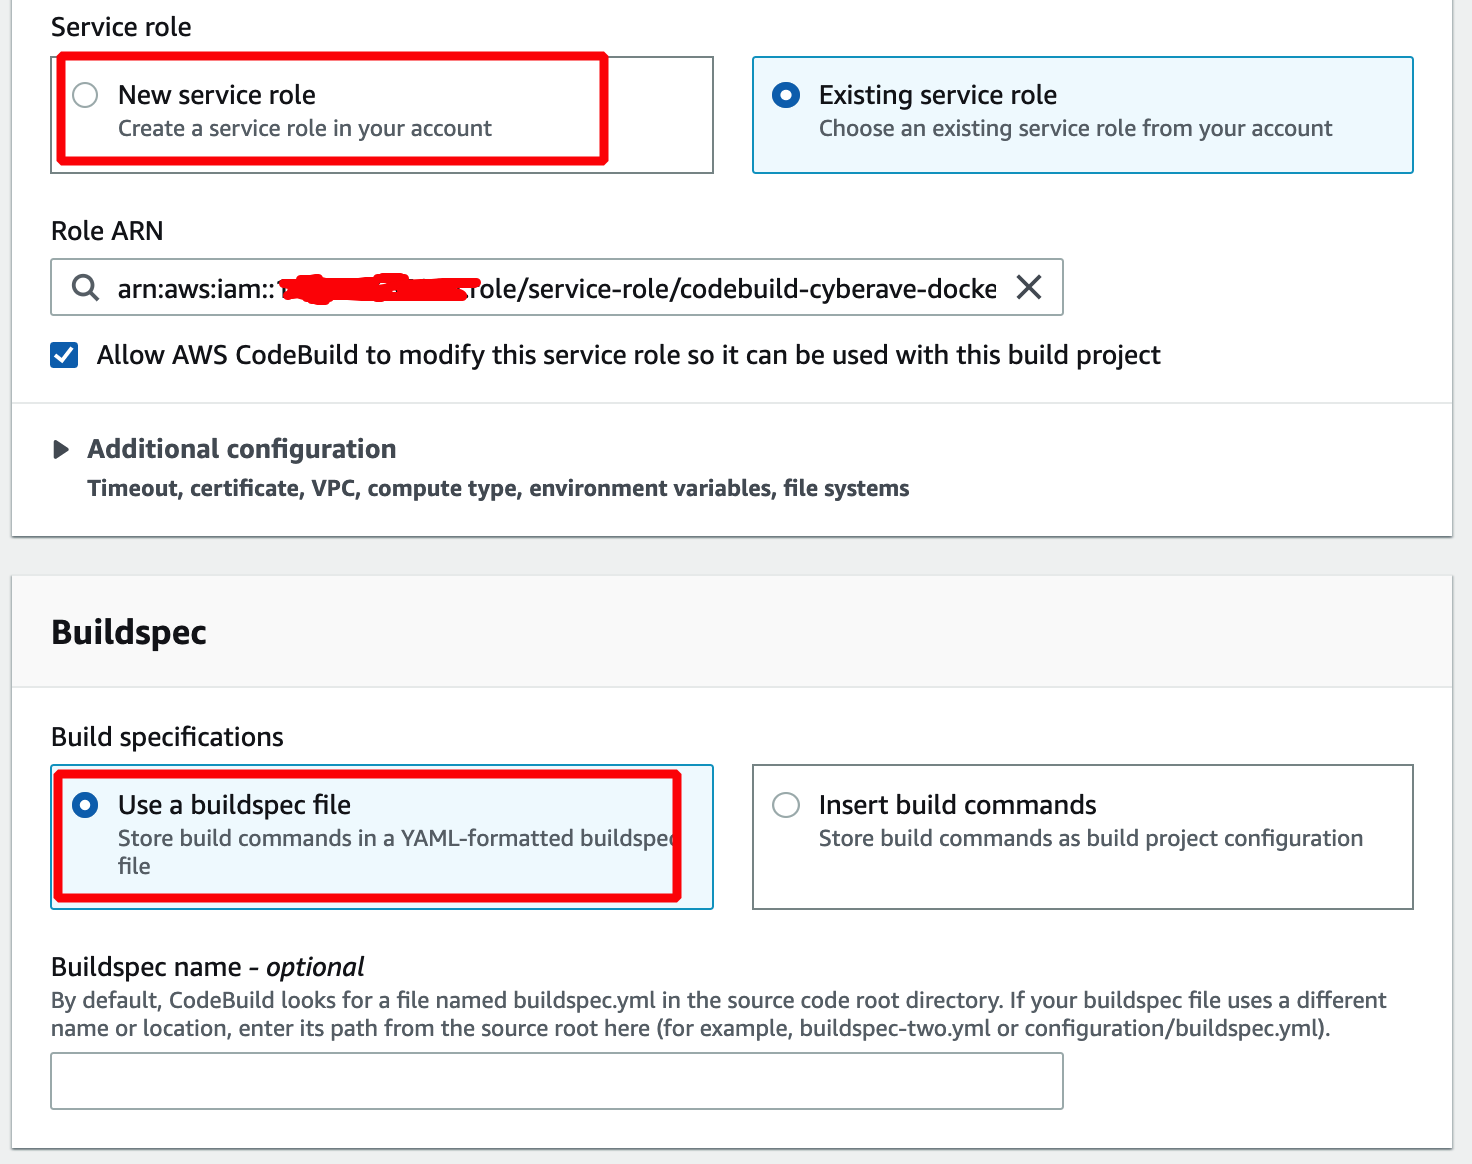 Service role
New service role
Create a service role in your account
Existing service role
Choose an existing service role from your account
Role ARN
arn:aws:iam:: role/service-role/codebuild-cyberave-docke
Allow AWS CodeBuild to modify this service role so it can be used with this build project
Additional configuration
Timeout, certificate, VPC, compute type, environment variables, file systems
Buildspec
Build specifications
Use a buildspec file
Store build commands in a YAML-formatted buildspec
file
Insert build commands
Store build commands as build project configuration
Buildspec name - optional
By default, CodeBuild looks for a file named buildspec.yml in the source code root directory. If your buildspec file uses a different
name or location, enter its path from the source root here (for example, buildspec-two.yml or configuration/buildspec.yml).